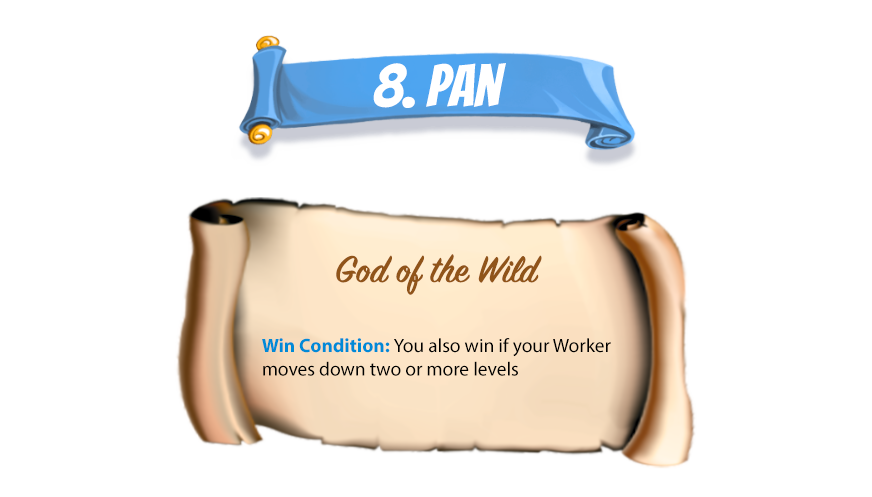 8. PAN
God of the Wild
Win Condition: You also win if your Worker
moves down two or more levels